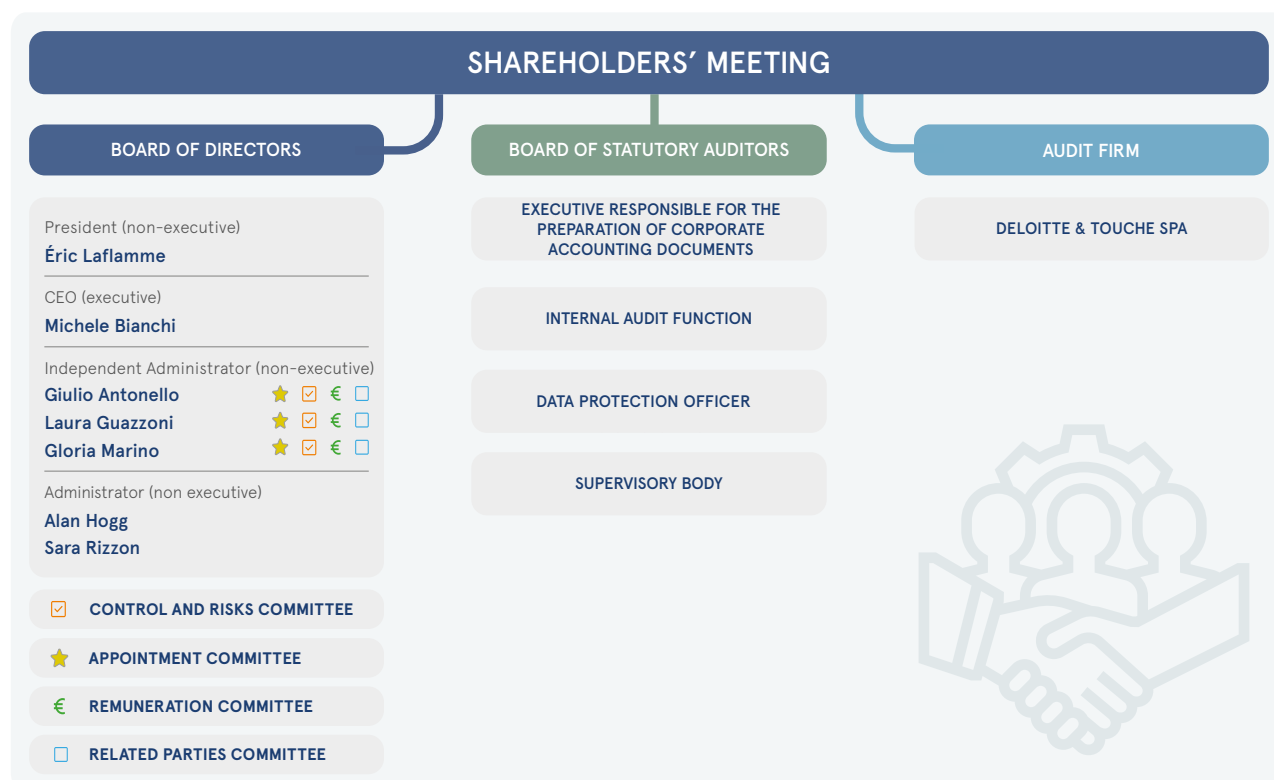 SHAREHOLDERS’ MEETING
BOARD OF DIRECTORS
President (non-executive)
Éric Laflamme
CEO (executive)
Michele Bianchi
Independent Administrator (non-executive)
Giulio Antonello €
Laura Guazzoni €
Gloria Marino €
Administrator (non executive)
Alan Hogg
Sara Rizzon
CONTROL AND RISKS COMMITTEE
APPOINTMENT COMMITTEE
€ REMUNERATION COMMITTEE
RELATED PARTIES COMMITTEE
BOARD OF STATUTORY AUDITORS
EXECUTIVE RESPONSIBLE FOR THE
PREPARATION OF CORPORATE
ACCOUNTING DOCUMENTS
INTERNAL AUDIT FUNCTION
DATA PROTECTION OFFICER
SUPERVISORY BODY
AUDIT FIRM
DELOITTE & TOUCHE SPA